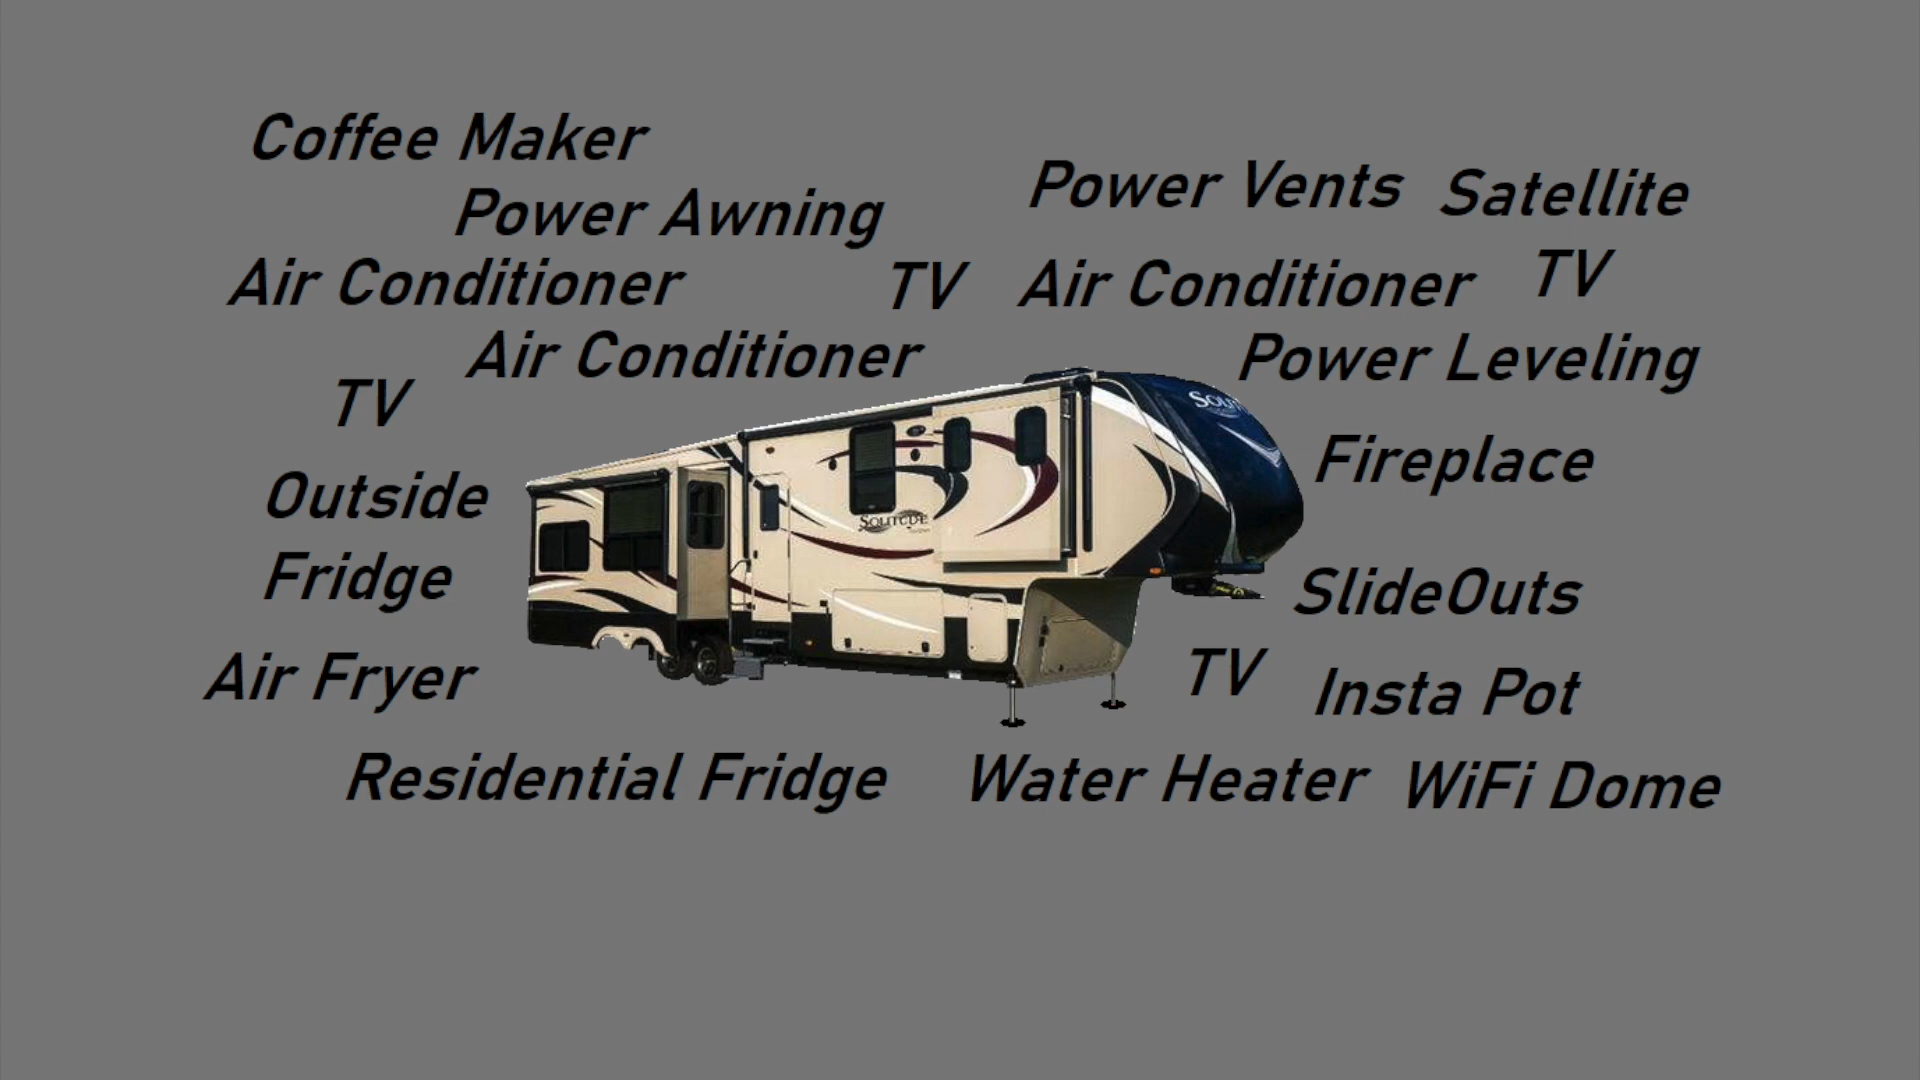 Coffee Maker
Power Vents
Satellite
Power Awning
Air Conditioner
TV
Air Conditioner
TV
Air Conditioner
Power Leveling
TV
Fireplace
Outside
Fridge
SOLITUDE
SlideOuts
Air Fryer
TV
Insta Pot
Residential Fridge
Water Heater
WiFi Dome